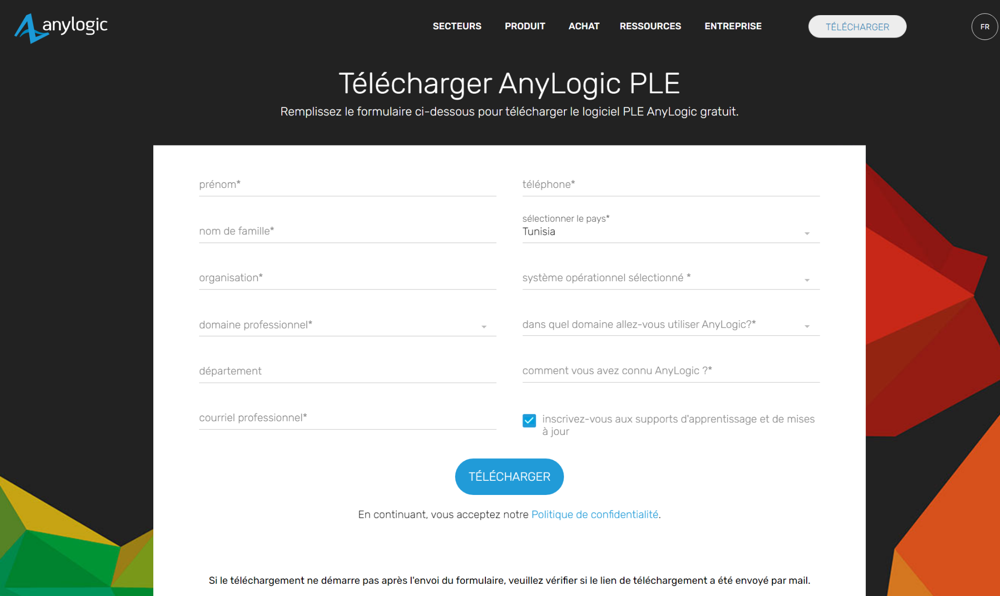 anylogic
SECTEURS PRODUIT ACHAT RESSOURCES ENTREPRISE TÉLÉCHARGER FR
Télécharger AnyLogic PLE
Remplissez le formulaire ci-dessous pour télécharger le logiciel PLE AnyLogic gratuit.
prénom*
nom de famille*
organisation*
domaine professionnel*
département
courriel professionnel*
téléphone*
sélectionner le pays*
Tunisia
système opérationnel sélectionné *
dans quel domaine allez-vous utiliser AnyLogic?*
comment vous avez connu AnyLogic ?*
inscrivez-vous aux supports d'apprentissage et de mises
à jour
TÉLÉCHARGER
En continuant, vous acceptez notre Politique de confidentialité.
Si le téléchargement ne démarre pas après l'envoi du formulaire, veuillez vérifier si le lien de téléchargement a été envoyé par mail.